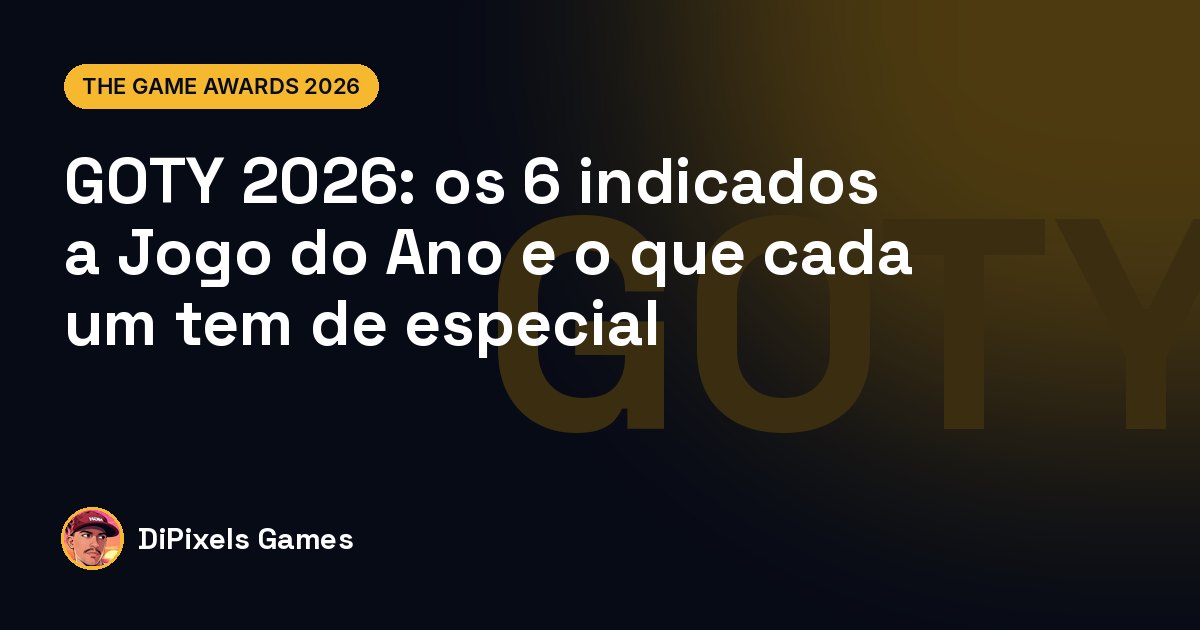 THE GAME AWARDS 2026
GOTY 2026: os 6 indicados
a Jogo do Ano e o que cada
um tem de especial
GOTY
DiPixels Games